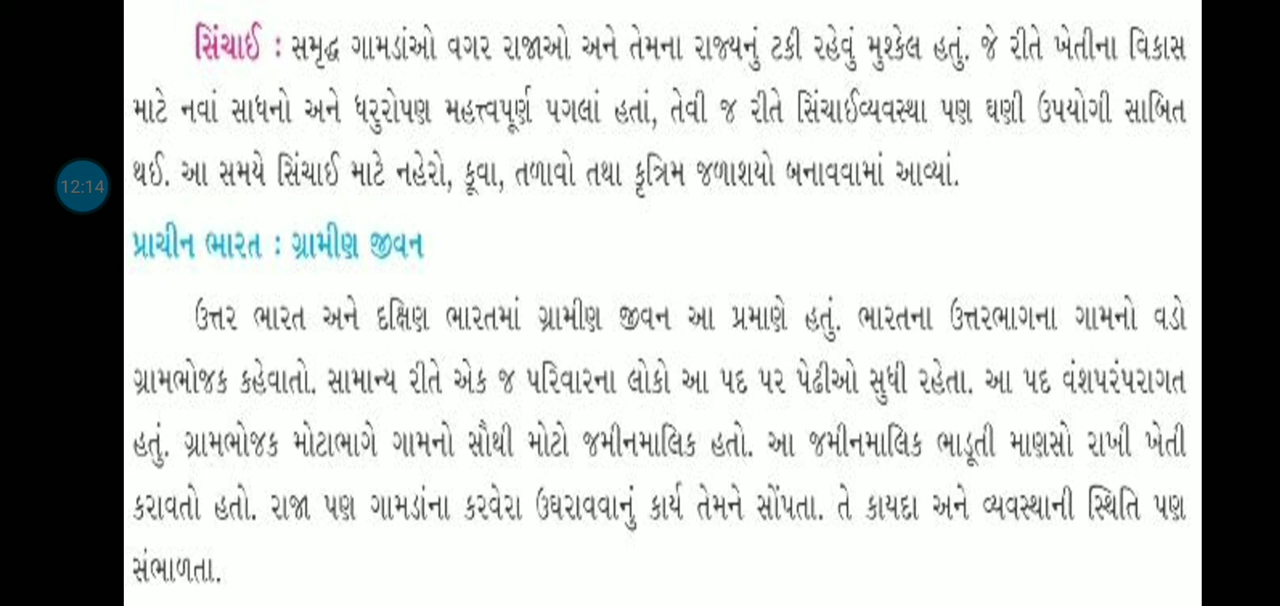 સિંચાઈ : સમૃદ્ધ ગામડાંઓ વગર રાજાઓ અને તેમના રાજ્યનું ટકી રહેવું મુશ્કેલ હતું. જે રીતે ખેતીના વિકાસ
માટે નવાં સાધનો અને ધરુરોપણ મહત્ત્વપૂર્ણ પગલાં હતાં, તેવી જ રીતે સિંચાઈવ્યવસ્થા પણ ઘણી ઉપયોગી સાબિત
12:14
થઈ. આ સમયે સિંચાઈ માટે નહેરો, કૂવા, તળાવો તથા કૃત્રિમ જળાશયો બનાવવામાં આવ્યાં.
પ્રાચીન ભારત : ગ્રામીણ જીવન
ઉત્તર ભારત અને દક્ષિણ ભારતમાં ગ્રામીણ જીવન આ પ્રમાણે હતું. ભારતના ઉત્તરભાગના ગામનો વડો
ગ્રામભોજક કહેવાતો. સામાન્ય રીતે એક જ પરિવારના લોકો આ પદ પર પેઢીઓ સુધી રહેતા. આ પદ વંશપરંપરાગત
હતું. ગ્રામભોજક મોટાભાગે ગામનો સૌથી મોટો જમીનમાલિક હતો. આ જમીનમાલિક ભાડૂતી માણસો રાખી ખેતી
કરાવતો હતો. રાજા પણ ગામડાંના કરવેરા ઉઘરાવવાનું કાર્ય તેમને સોંપતા. તે કાયદા અને વ્યવસ્થાની સ્થિતિ પણ
સંભાળતા.